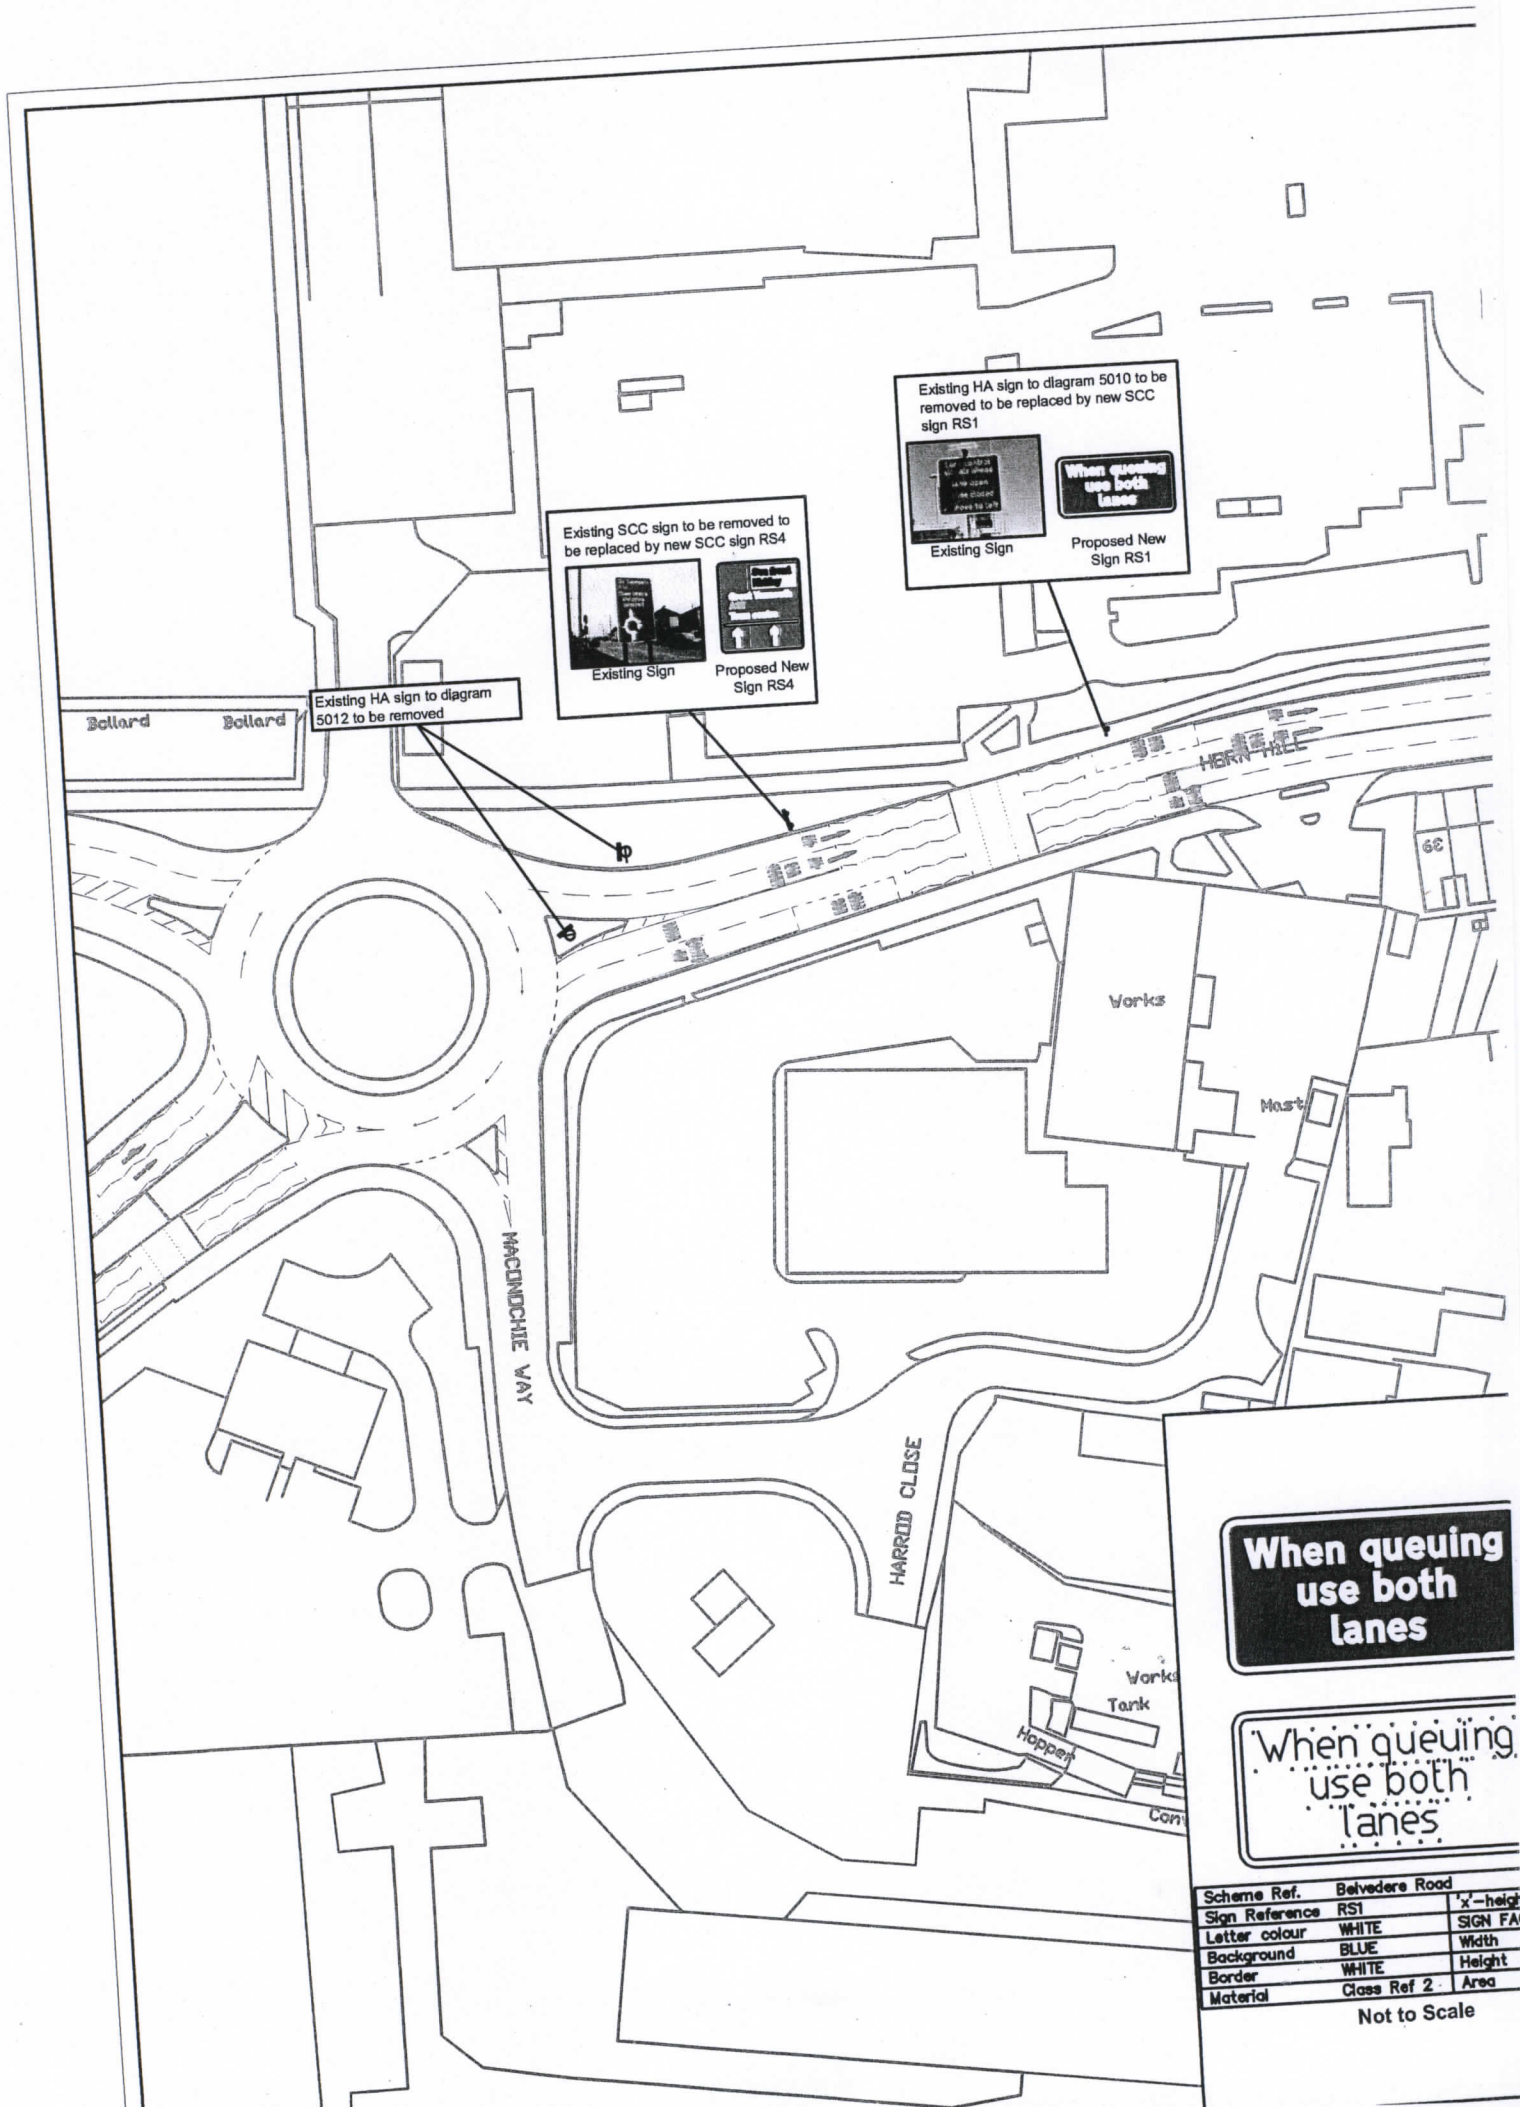 Existing HA sign to diagram 5010 to be
removed to be replaced by new SCC
sign RS1
When queuing
use both
lanes
Existing Sign
Proposed New
Sign RS1
Existing SCC sign to be removed to
be replaced by new SCC sign RS4
Existing Sign
Proposed New
Sign RS4
Existing HA sign to diagram
5012 to be removed
Bollard
Bollard
HORN HILL
39
Works
Mast
MACONOCHIE WAY
HARROD CLOSE
Works
Tank
Hopper
Conv
When queuing
use both
lanes
When queuing
use both
lanes
Scheme Ref. Belvedere Road
Sign Reference RS1 'x'-heigh
Letter colour WHITE SIGN FA
Background BLUE Width
Border WHITE Height
Material Class Ref 2 Area
Not to Scale